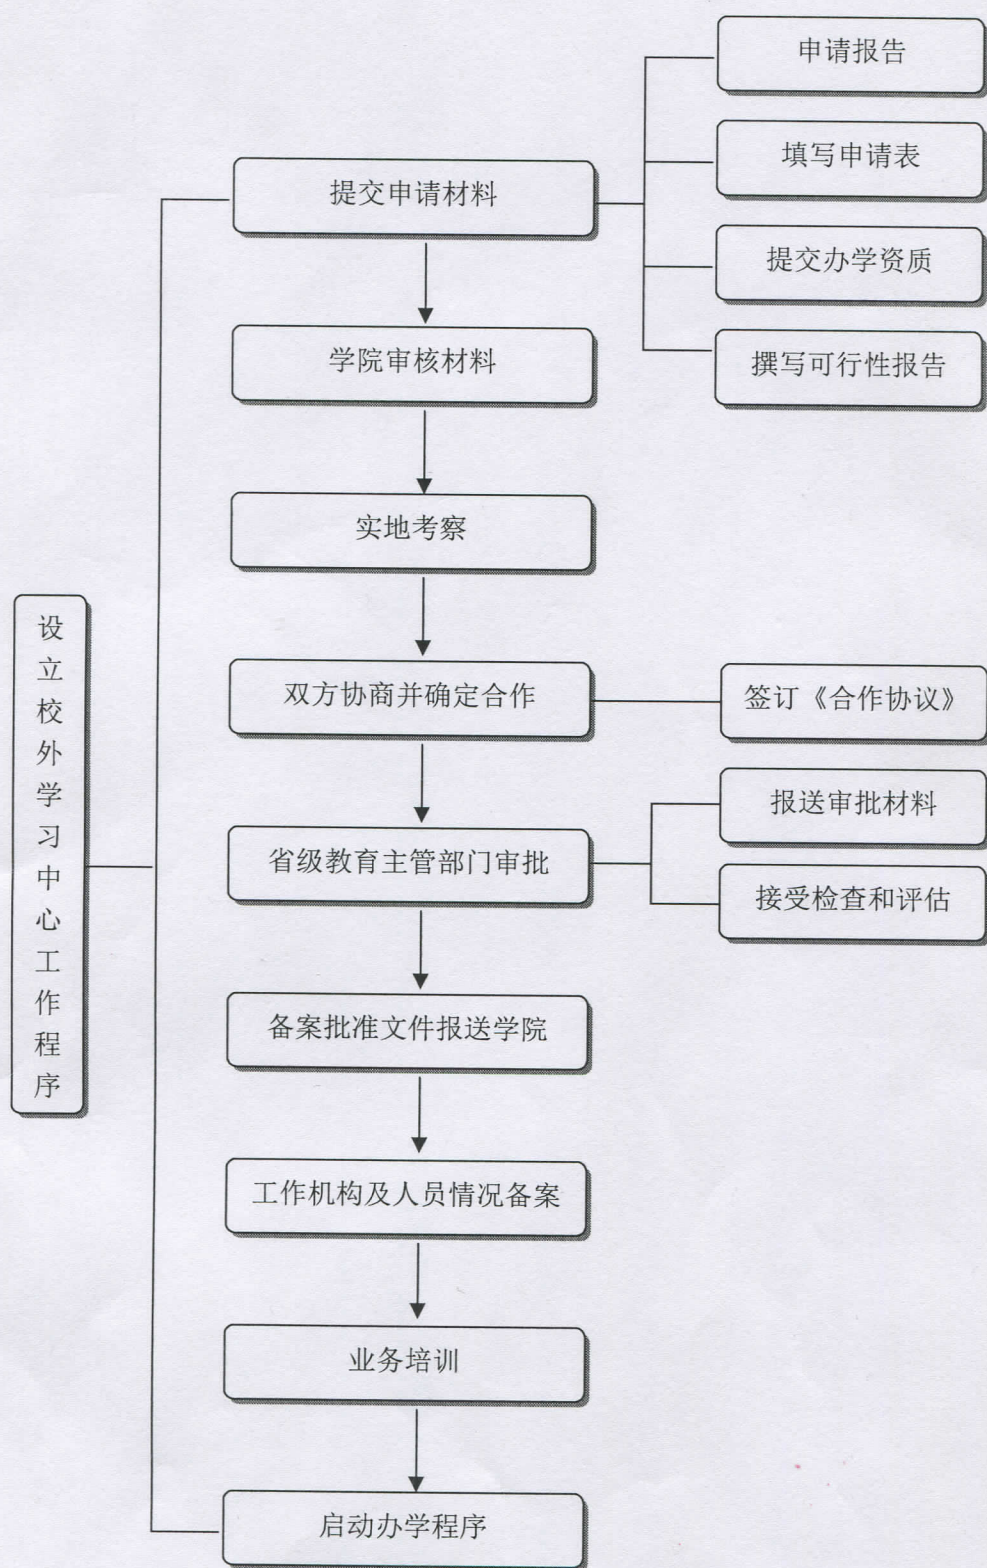 设立校外学习中心工作程序
提交申请材料
申请报告
填写申请表
提交办学资质
撰写可行性报告
学院审核材料
实地考察
双方协商并确定合作
签订《合作协议》
省级教育主管部门审批
报送审批材料
接受检查和评估
备案批准文件报送学院
工作机构及人员情况备案
业务培训
启动办学程序